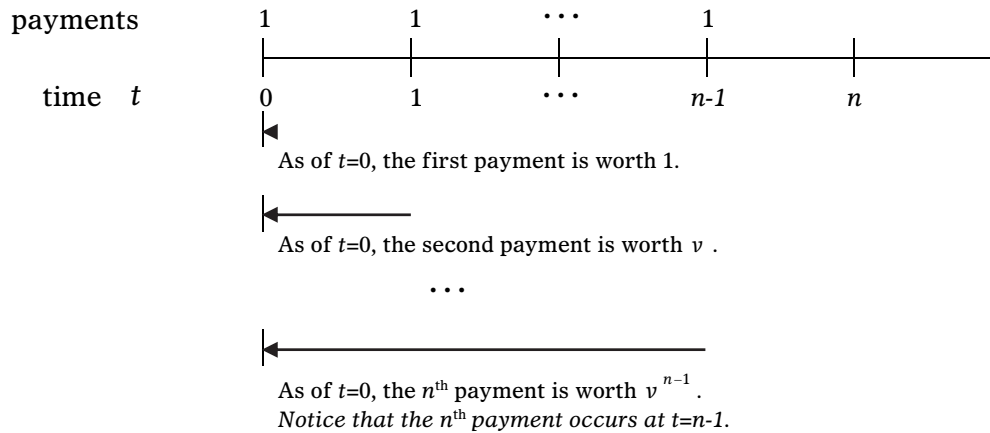 payments 1 1 ··· 1
time t 0 1 ··· n-1 n
As of t=0, the first payment is worth 1.
As of t=0, the second payment is worth v .
···
As of t=0, the nth payment is worth v^{n−1}.
Notice that the nth payment occurs at t=n-1.